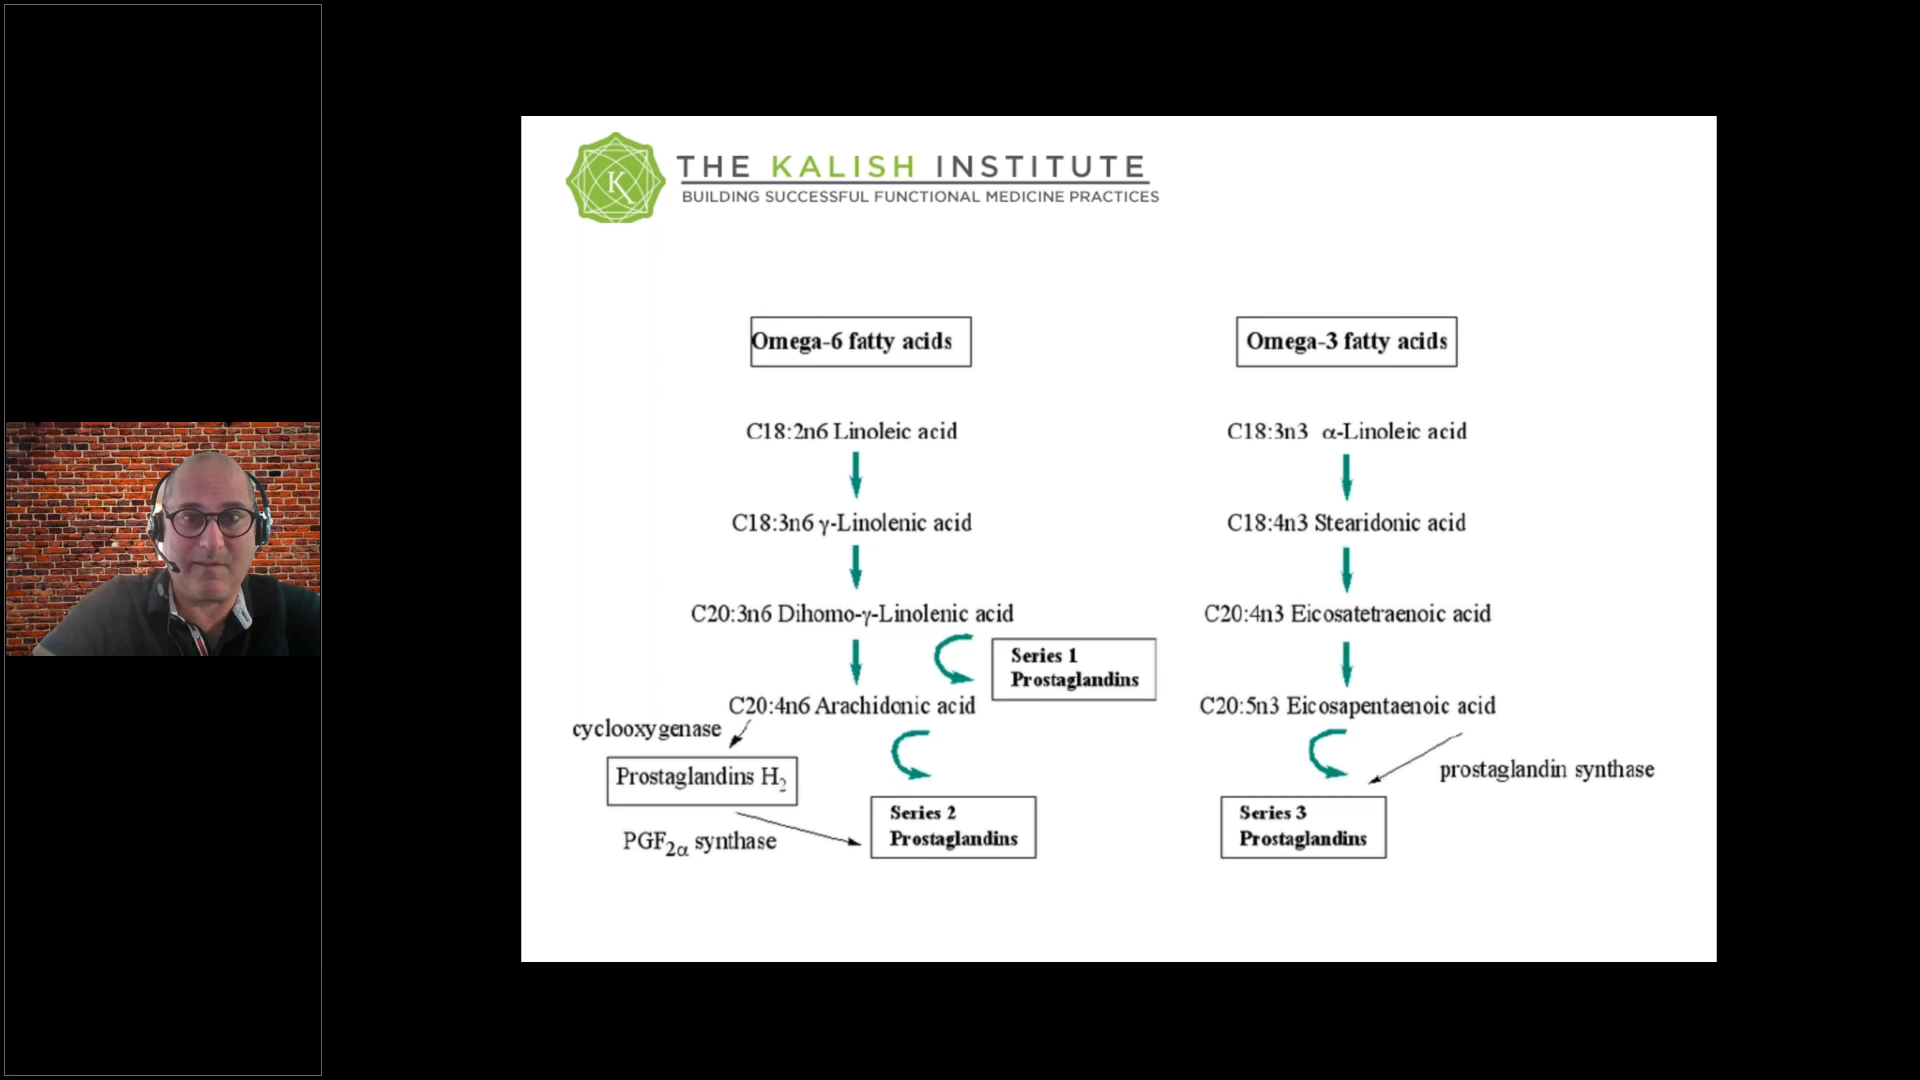 K
THE KALISH INSTITUTE
BUILDING SUCCESSFUL FUNCTIONAL MEDICINE PRACTICES
Omega-6 fatty acids
Omega-3 fatty acids
C18:2n6 Linoleic acid
C18:3n3 α-Linoleic acid
C18:3n6 γ-Linolenic acid
C18:4n3 Stearidonic acid
C20:3n6 Dihomo-γ-Linolenic acid
C20:4n3 Eicosatetraenoic acid
Series 1
Prostaglandins
C20:4n6 Arachidonic acid
C20:5n3 Eicosapentaenoic acid
cyclooxygenase
Prostaglandins H2
prostaglandin synthase
PGF2α synthase
Series 2
Prostaglandins
Series 3
Prostaglandins